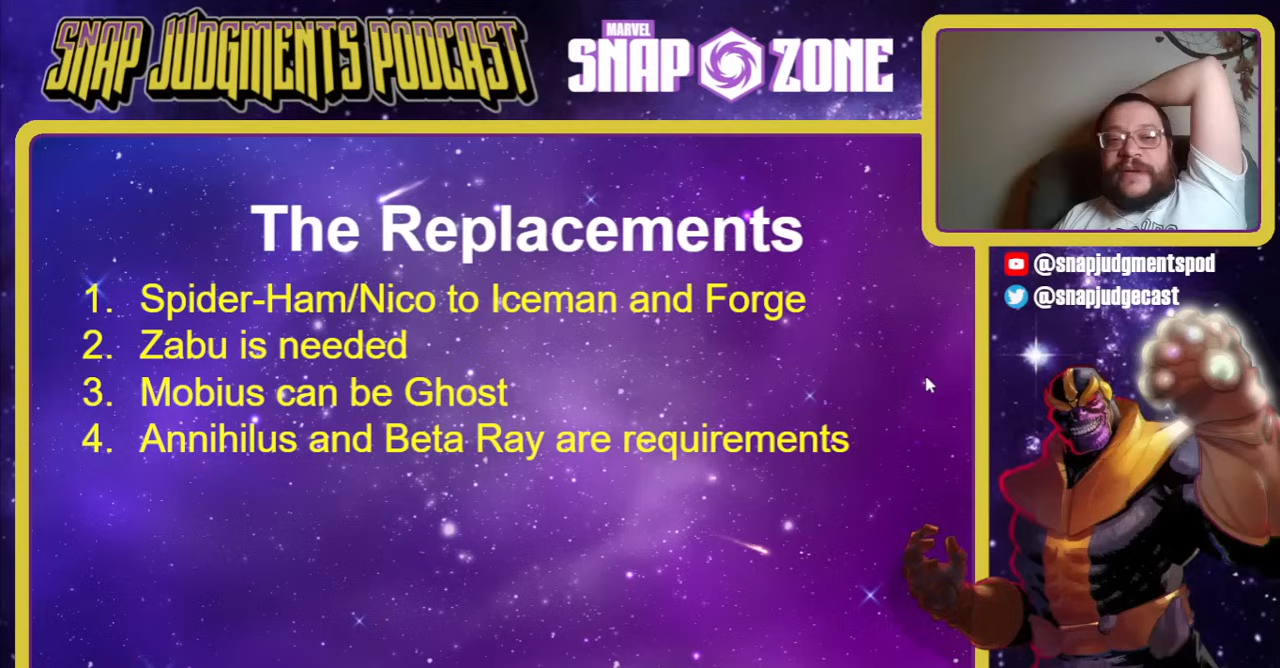 SNAP JUDGMENTS PODCAST
MARVEL
SNAP ZONE
The Replacements
1. Spider-Ham/Nico to Iceman and Forge
2. Zabu is needed
3. Mobius can be Ghost
4. Annihilus and Beta Ray are requirements
@snapjudgmentspod
@snapjudgecast